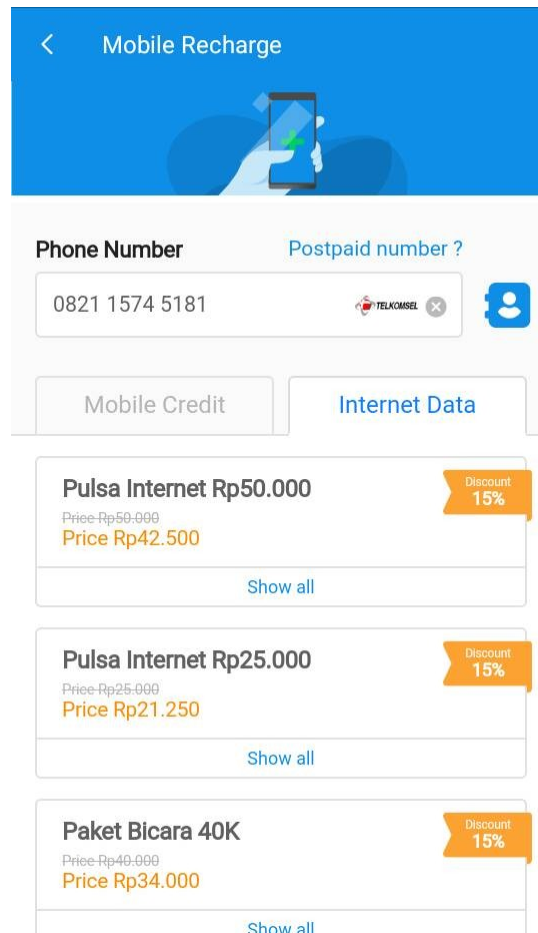 Mobile Recharge
Phone Number
Postpaid number ?
0821 1574 5181
TELKOMSEL
Mobile Credit
Internet Data
Pulsa Internet Rp50.000
Discount
15%
Price Rp50.000
Price Rp42.500
Show all
Pulsa Internet Rp25.000
Discount
15%
Price Rp25.000
Price Rp21.250
Show all
Paket Bicara 40K
Discount
15%
Price Rp40.000
Price Rp34.000
Show all